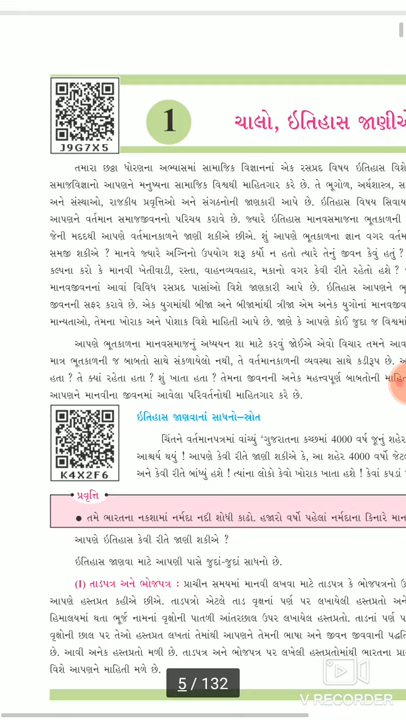 J9G7X5
1
ચાલો, ઇતિહાસ જાણીએ
તમારા છઠ્ઠા ધોરણના અભ્યાસમાં સામાજિક વિજ્ઞાનનાં એક રસપ્રદ વિષય ઇતિહાસ વિશે
સમાજવિજ્ઞાનો આપણને મનુષ્યના સામાજિક વિશ્વથી માહિતગાર કરે છે. તે ભૂગોળ, અર્થશાસ્ત્ર,
અને સંસ્થાઓ, રાજકીય પ્રવૃત્તિઓ અને સંગઠનોની જાણકારી આપે છે. ઇતિહાસ વિષય સિવાય
આપણને વર્તમાન સમાજજીવનનો પરિચય કરાવે છે. જ્યારે ઇતિહાસ માનવસમાજના ભૂતકાળની
જેની મદદથી આપણે વર્તમાનકાળને જાણી શકીએ છીએ. શું આપણે ભૂતકાળના જ્ઞાન વગર
સમજી શકીએ ? માનવે જ્યારે અગ્નિનો ઉપયોગ શરૂ કર્યો ન હતો ત્યારે તેનું જીવન કેવું હતું ?
કલ્પના કરો કે માનવી ખેતીવાડી, રસ્તા, વાહનવ્યવહાર, મકાનો વગર કેવી રીતે રહેતો હશે ?
માનવજીવનનાં આવાં વિવિધ રસપ્રદ પાસાંઓ વિશે જાણકારી આપે છે. ઇતિહાસ આપણને
જીવનની સફર કરાવે છે. એક યુગમાંથી બીજા અને બીજામાંથી ત્રીજા એમ અનેક યુગોનાં માનવજીવ
માન્યતાઓ, તેમના ખોરાક અને પોશાક વિશે માહિતી આપે છે. જાણે કે આપણે કોઈ જુદા જ વિશ્વમાં
આપણે ભૂતકાળના માનવસમાજનું અધ્યયન શા માટે કરવું જોઈએ એવો વિચાર તમને
માત્ર ભૂતકાળની જ બાબતો સાથે સંકળાયેલો નથી, તે વર્તમાનકાળની વ્યવસ્થા સાથે કડીરૂપ છે.
હતા ? તે ક્યાં રહેતા હતા ? શું ખાતા હતા ? તેમના જીવનની અનેક મહત્ત્વપૂર્ણ બાબતોની
આપણને માનવીના જીવનમાં આવેલા પરિવર્તનોથી માહિતગાર કરે છે.
ઇતિહાસ જાણવાનાં સાધનો-સ્રોત
ચિંતને વર્તમાનપત્રમાં વાંચ્યું 'ગુજરાતના કચ્છમાં 4000 વર્ષ જૂનું શહેર
આશ્ચર્ય થયું ! આપણે કેવી રીતે જાણી શકીએ કે, આ શહેર 4000 વર્ષો
અને કેવી રીતે બાંધ્યું હશે ! ત્યાંના લોકો કેવો ખોરાક ખાતા હશે ! કેવાં કપડાં
K4X2F6
પ્રવૃત્તિ
● તમે ભારતના નકશામાં નર્મદા નદી શોધી કાઢો. હજારો વર્ષો પહેલાં નર્મદાના કિનારે
આપણે ઇતિહાસ કેવી રીતે જાણી શકીએ ?
ઇતિહાસ જાણવા માટે આપણી પાસે જુદાં-જુદાં સાધનો છે.
(I) તાડપત્ર અને ભોજપત્ર : પ્રાચીન સમયમાં માનવી લખવા માટે તાડપત્ર કે ભોજપત્રનો
આપણે હસ્તપ્રત કહીએ છીએ. તાડપત્રો એટલે તાડ વૃક્ષનાં પર્ણ પર લખાયેલી હસ્તપ્રતો અને
હિમાલયમાં થતા ભૂર્જ નામનાં વૃક્ષોની પાતળી આંતરછાલ ઉપર લખાયેલ હસ્તપ્રતો. તાડનાં પર્ણ
વૃક્ષોની છાલ પર તેઓ હસ્તપ્રત લખતાં તેમાંથી આપણને તેમની ભાષા અને જીવન જીવવાની
છે. આવી અનેક હસ્તપ્રતો મળી છે. તાડપત્ર અને ભોજપત્ર પર લખેલી હસ્તપ્રતોમાંથી ભારતના
વિશે આપણને માહિતી મળે છે.
5 / 132
V RECORDER